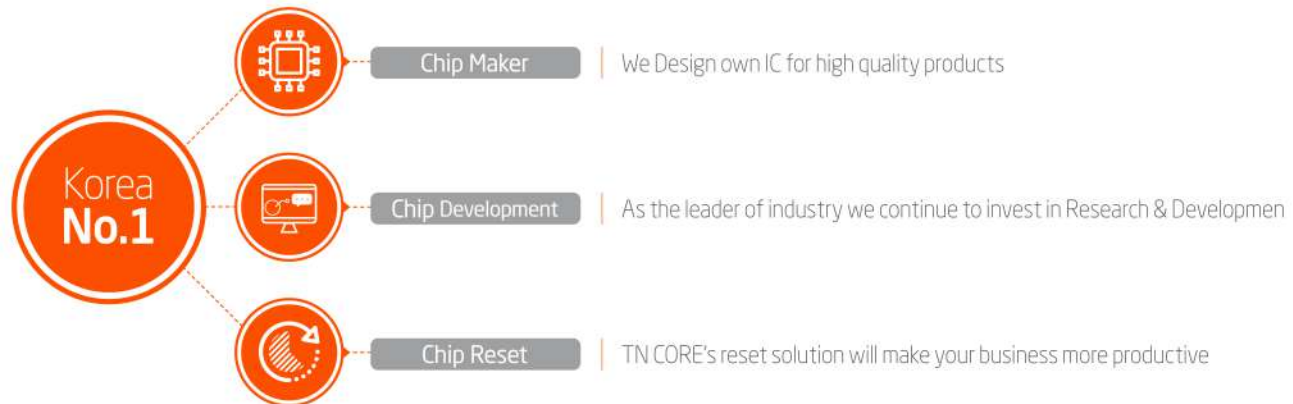 Chip Maker
We Design own IC for high quality products
Korea
No.1
Chip Development
As the leader of industry we continue to invest in Research & Developmen
Chip Reset
TN CORE's reset solution will make your business more productive